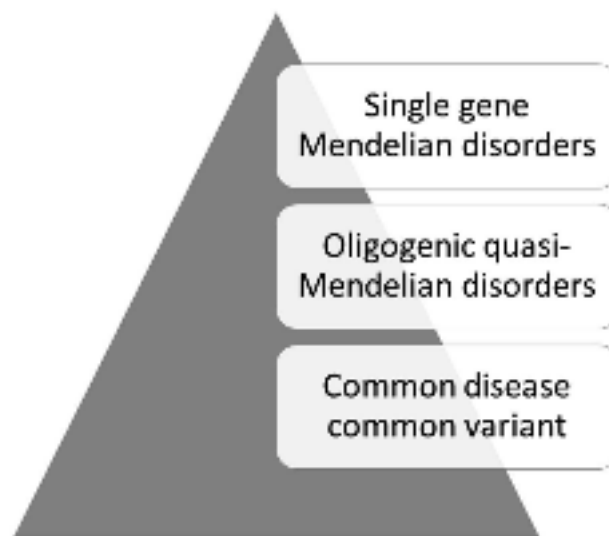 Single gene
Mendelian disorders
Oligogenic quasi-
Mendelian disorders
Common disease
common variant